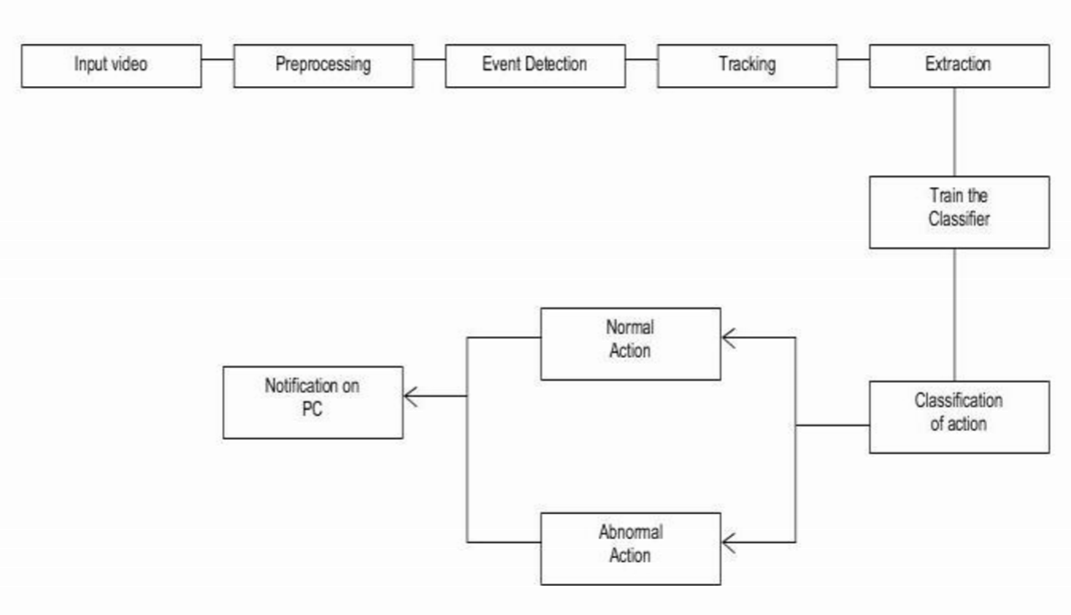 Input video
Preprocessing
Event Detection
Tracking
Extraction
Train the
Classifier
Normal
Action
Notification on
PC
Classification
of action
Abnormal
Action